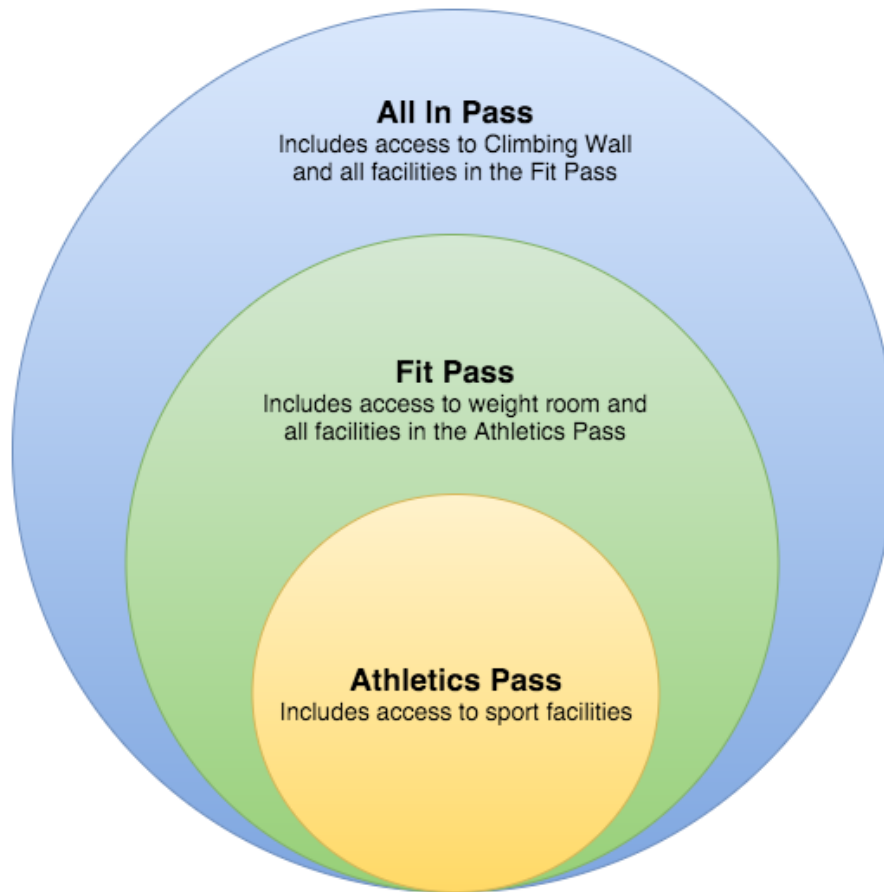 All In Pass
Includes access to Climbing Wall
and all facilities in the Fit Pass
Fit Pass
Includes access to weight room and
all facilities in the Athletics Pass
Athletics Pass
Includes access to sport facilities